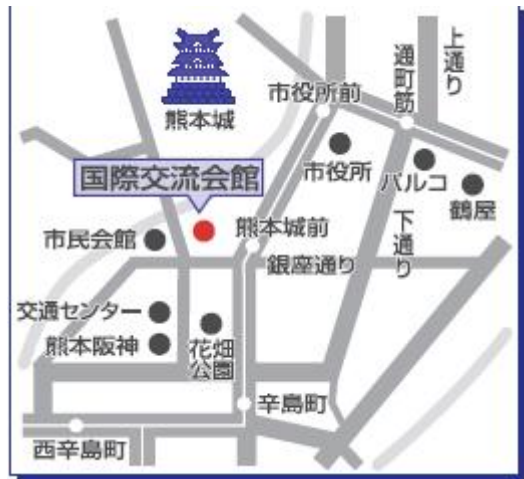 上通り
通町筋
市役所前
熊本城
市役所
パルコ
鶴屋
国際交流会館
熊本城前
市民会館
銀座通り
下通り
交通センター
熊本阪神
花畑
公園
辛島町
西辛島町